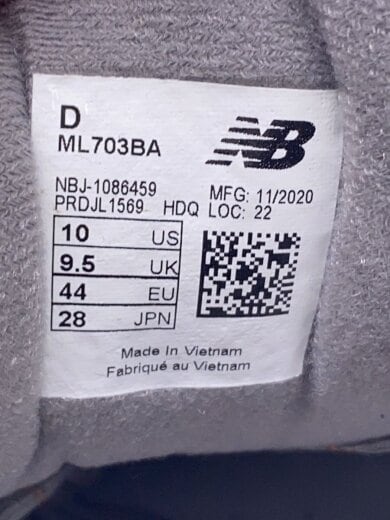 D
ML703BA
NB
NBJ-1086459
PRDJL1569 HDQ
MFG: 11/2020
LOC: 22
10 US
9.5 UK
44 EU
28 JPN
Made In Vietnam
Fabriqué au Vietnam